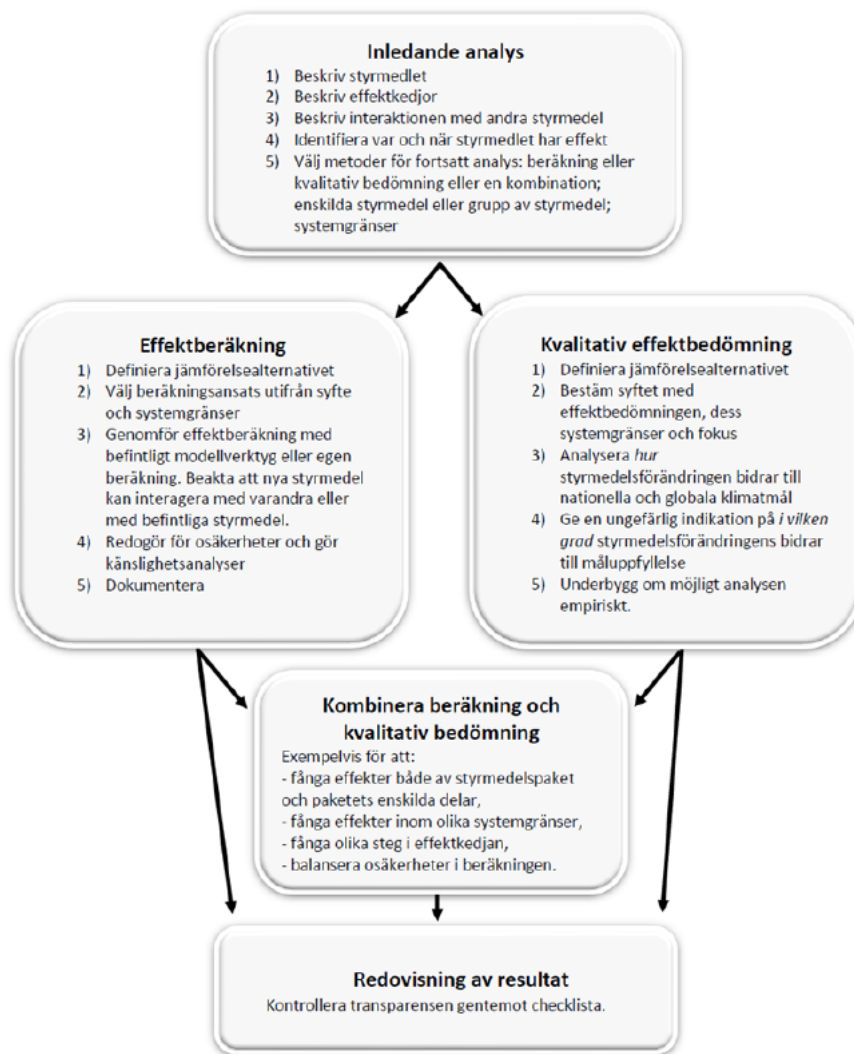 Inledande analys
1) Beskriv styrmedlet
2) Beskriv effektkedjor
3) Beskriv interaktionen med andra styrmedel
4) Identifiera var och när styrmedlet har effekt
5) Välj metoder för fortsatt analys: beräkning eller
kvalitativ bedömning eller en kombination;
enskilda styrmedel eller grupp av styrmedel;
systemgränser
Effektberäkning
1) Definiera jämförelsealternativet
2) Välj beräkningsansats utifrån syfte
och systemgränser
3) Genomför effektberäkning med
befintligt modellverktyg eller egen
beräkning. Beakta att nya styrmedel
kan interagera med varandra eller
med befintliga styrmedel.
4) Redogör för osäkerheter och gör
känslighetsanalyser
5) Dokumentera
Kvalitativ effektbedömning
1) Definiera jämförelsealternativet
2) Bestäm syftet med
effektbedömningen, dess
systemgränser och fokus
3) Analysera hur
styrmedelsförändringen bidrar till
nationella och globala klimatmål
4) Ge en ungefärlig indikation på i vilken
grad styrmedelsförändringens bidrar
till måluppfyllelse
5) Underbygg om möjligt analysen
empiriskt.
Kombinera beräkning och
kvalitativ bedömning
Exempelvis för att:
- fånga effekter både av styrmedelspaket
och paketets enskilda delar,
- fånga effekter inom olika systemgränser,
- fånga olika steg i effektkedjan,
- balansera osäkerheter i beräkningen.
Redovisning av resultat
Kontrollera transparensen gentemot checklista.